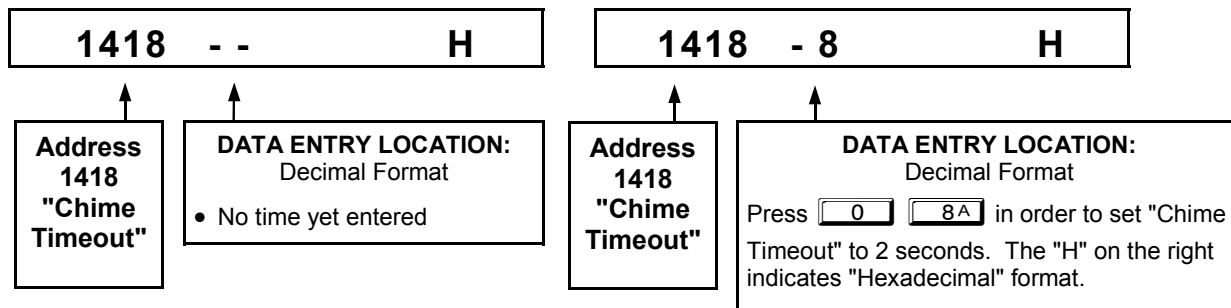 1418 - - H
Address
1418
"Chime
Timeout"
DATA ENTRY LOCATION:
Decimal Format
• No time yet entered
1418 - 8 H
Address
1418
"Chime
Timeout"
DATA ENTRY LOCATION:
Decimal Format
Press 0 8A in order to set "Chime
Timeout" to 2 seconds. The "H" on the right
indicates "Hexadecimal" format.